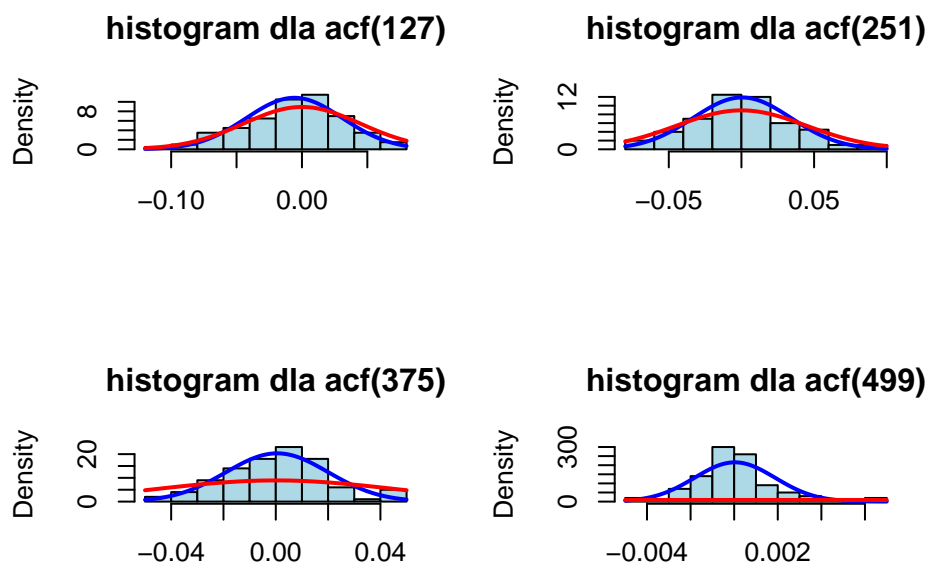 histogram dla acf(127)
Density
0 8
−0.10 0.00
histogram dla acf(251)
Density
0 12
−0.05 0.05
histogram dla acf(375)
Density
0 20
−0.04 0.00 0.04
histogram dla acf(499)
Density
0 300
−0.004 0.002